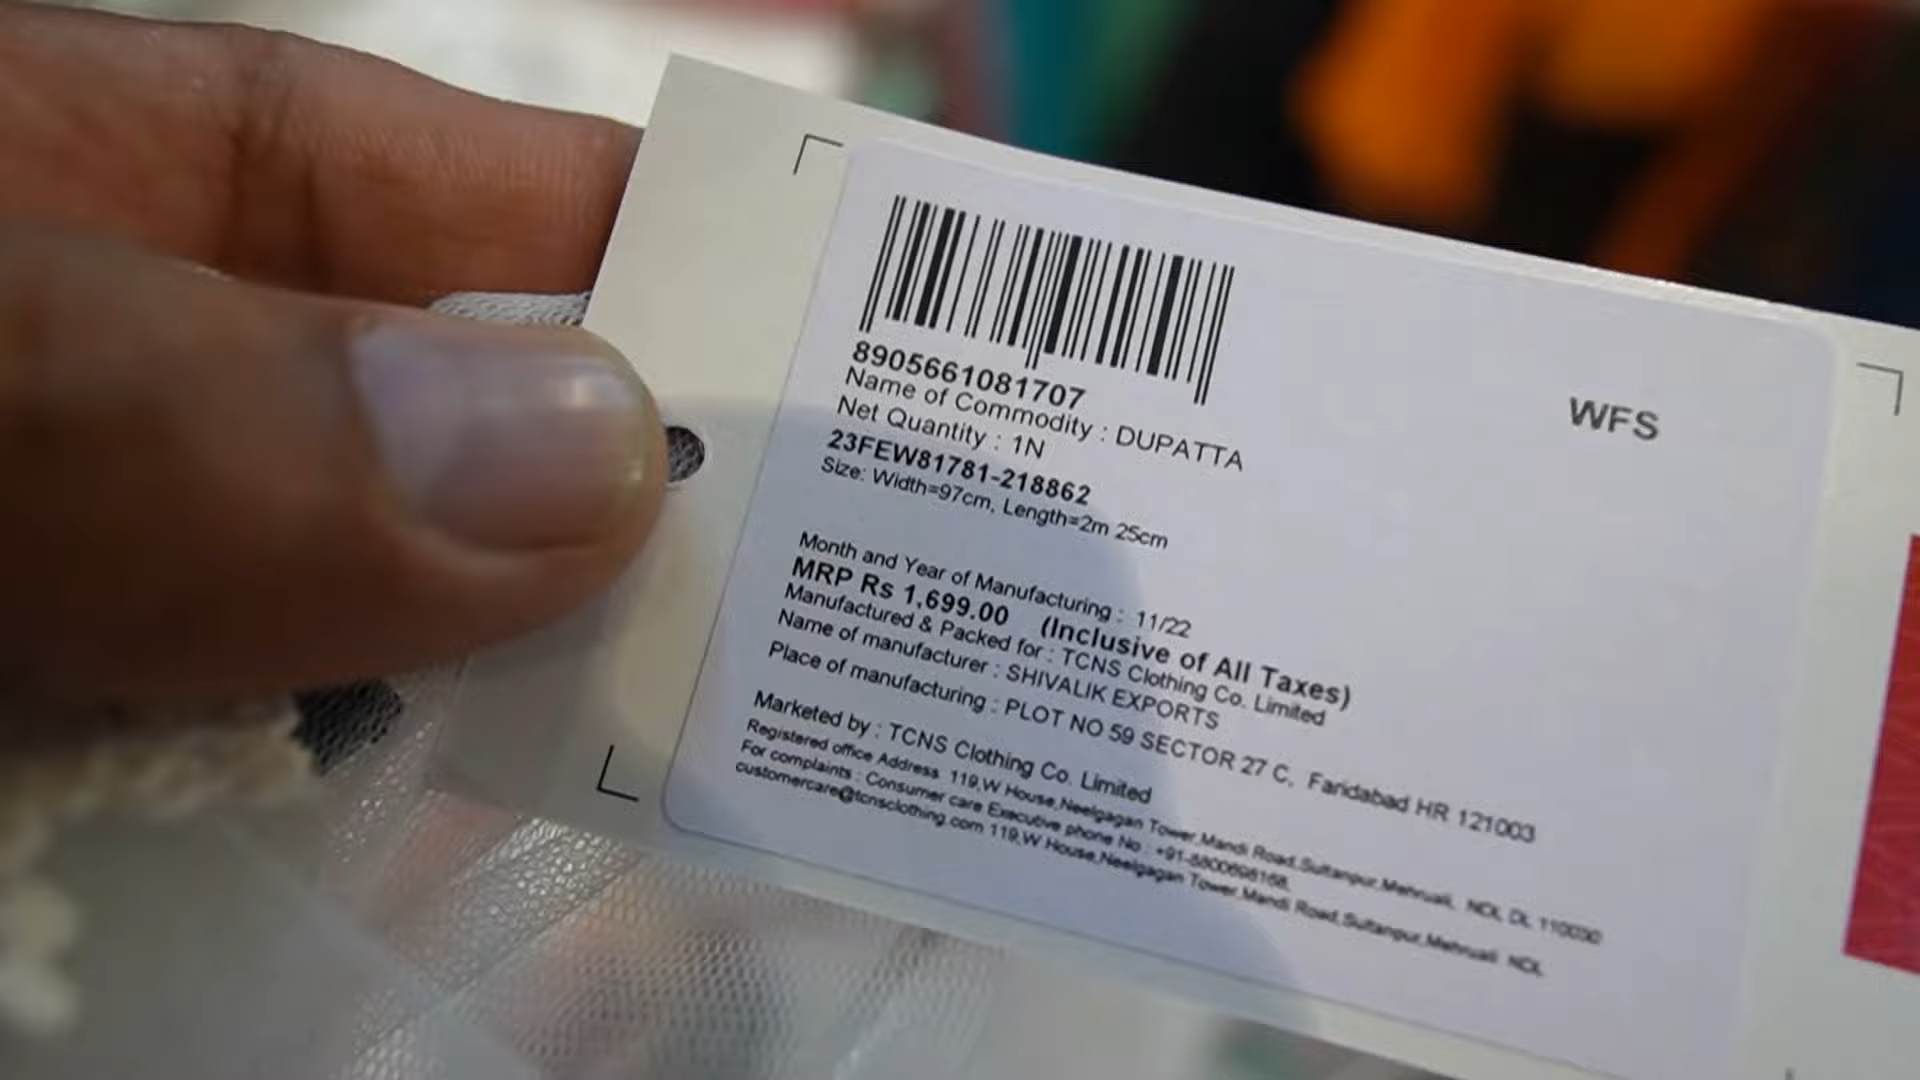 8905661081707
Name of Commodity : DUPATTA
WFS
Net Quantity : 1N
23FEW81781-218862
Size: Width=97cm, Length=2m 25cm
Month and Year of Manufacturing : 11/22
MRP Rs 1,699.00 (Inclusive of All Taxes)
Manufactured & Packed for : TCNS Clothing Co. Limited
Name of manufacturer : SHIVALIK EXPORTS
Place of manufacturing : PLOT NO 59 SECTOR 27 C, Faridabad HR 121003
Marketed by : TCNS Clothing Co. Limited
Registered office Address 119,W House,Neelgagan Tower,Mandi Road,Sultanpur,Mehruali, NDL DL 110030
For complaints : Consumer care Executive phone No : +91-8800698168,
customercare@tcnsclothing.com 119,W House,Neelgagan Tower,Mandi Road,Sultanpur,Mehruali NDL